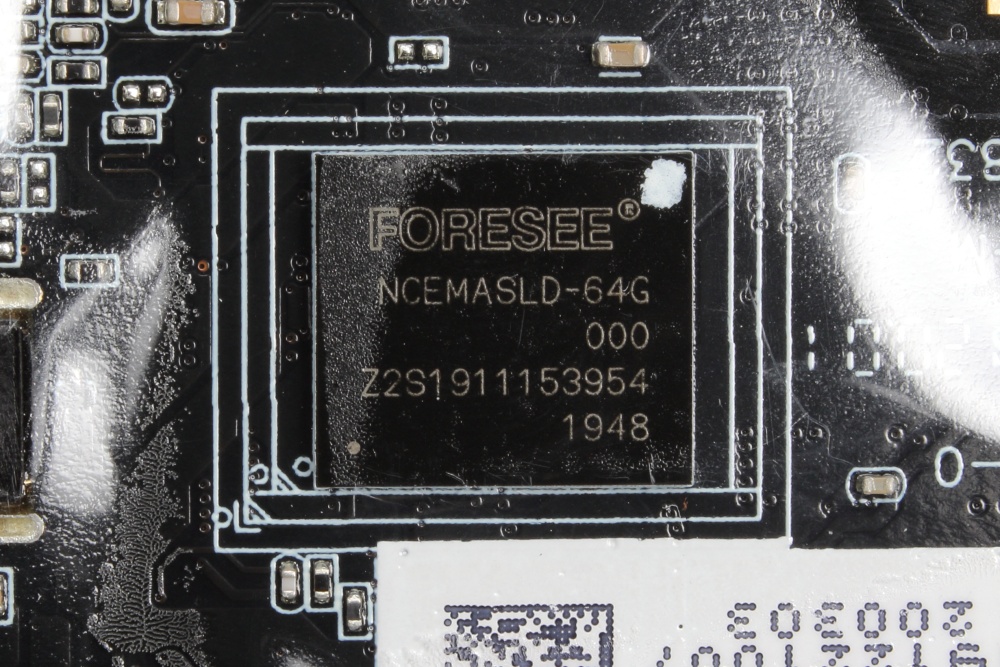 FORESEE®
NCEMASLD-64G
000
Z2S1911153954
1948